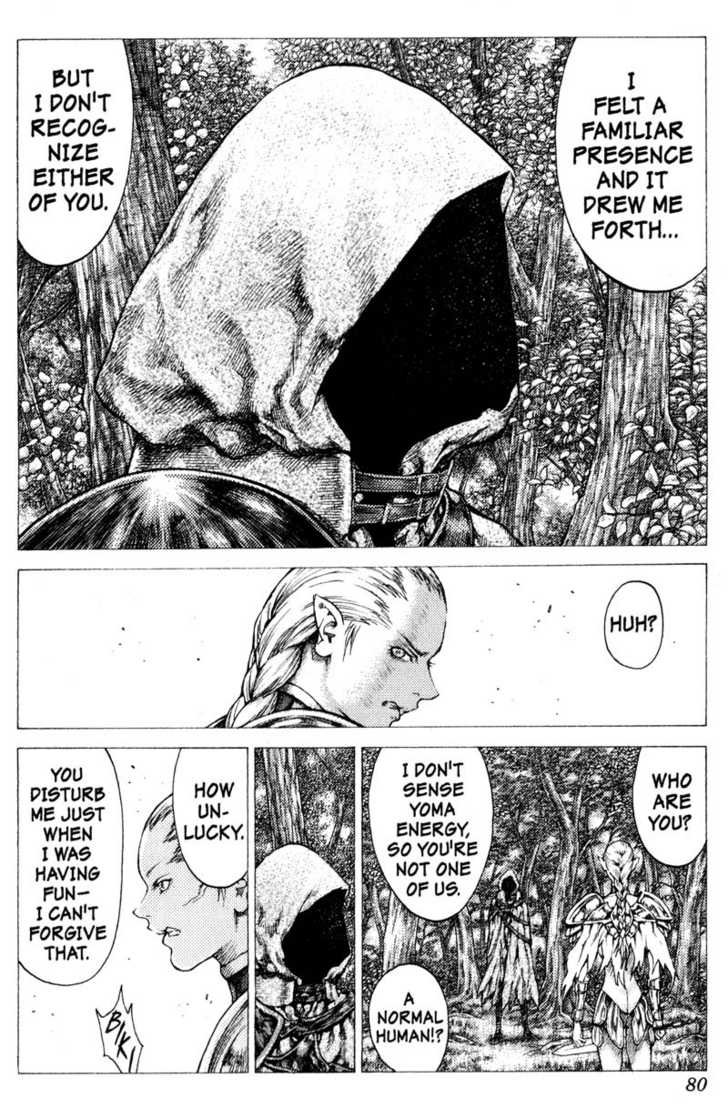 I
FELT A
FAMILIAR
PRESENCE
AND IT
DREW ME
FORTH...
BUT
I DON'T
RECOG-
NIZE
EITHER
OF YOU.
HUH?
WHO
ARE
YOU?
I DON'T
SENSE
YOMA
ENERGY,
SO YOU'RE
NOT ONE
OF US.
A
NORMAL
HUMAN!?
HOW
UN-
LUCKY.
YOU
DISTURB
ME JUST
WHEN
I WAS
HAVING
FUN—
I CAN'T
FORGIVE
THAT.
BIKI
80